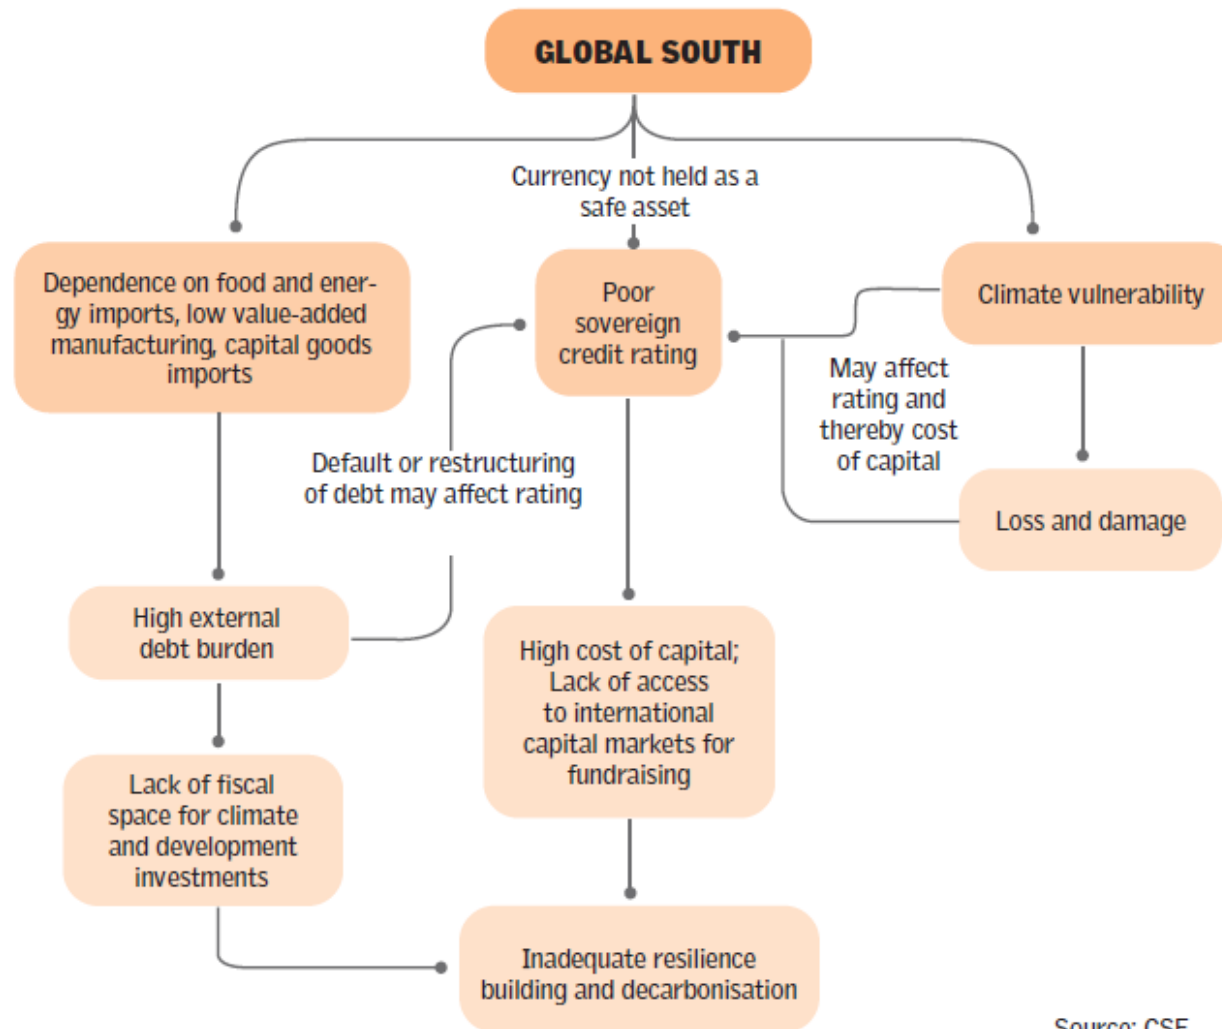 GLOBAL SOUTH
Currency not held as a
safe asset
Dependence on food and ener-
gy imports, low value-added
manufacturing, capital goods
imports
Poor
sovereign
credit rating
Climate vulnerability
May affect
rating and
thereby cost
of capital
Default or restructuring
of debt may affect rating
Loss and damage
High external
debt burden
High cost of capital;
Lack of access
to international
capital markets for
fundraising
Lack of fiscal
space for climate
and development
investments
Inadequate resilience
building and decarbonisation
Source: CSE